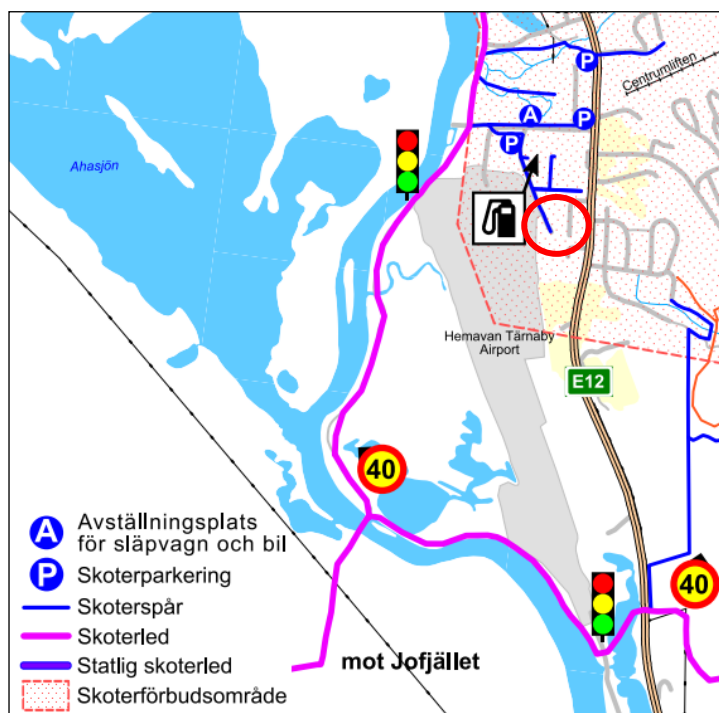 Centrumliften
P
A
P
P
Ahasjön
Hemavan Tärnaby
Airport
E12
40
40
A Avställningsplats
för släpvagn och bil
P Skoterparkering
Skoterspår
Skoterled
Statlig skoterled
Skoterförbudsområde
mot Jofjället